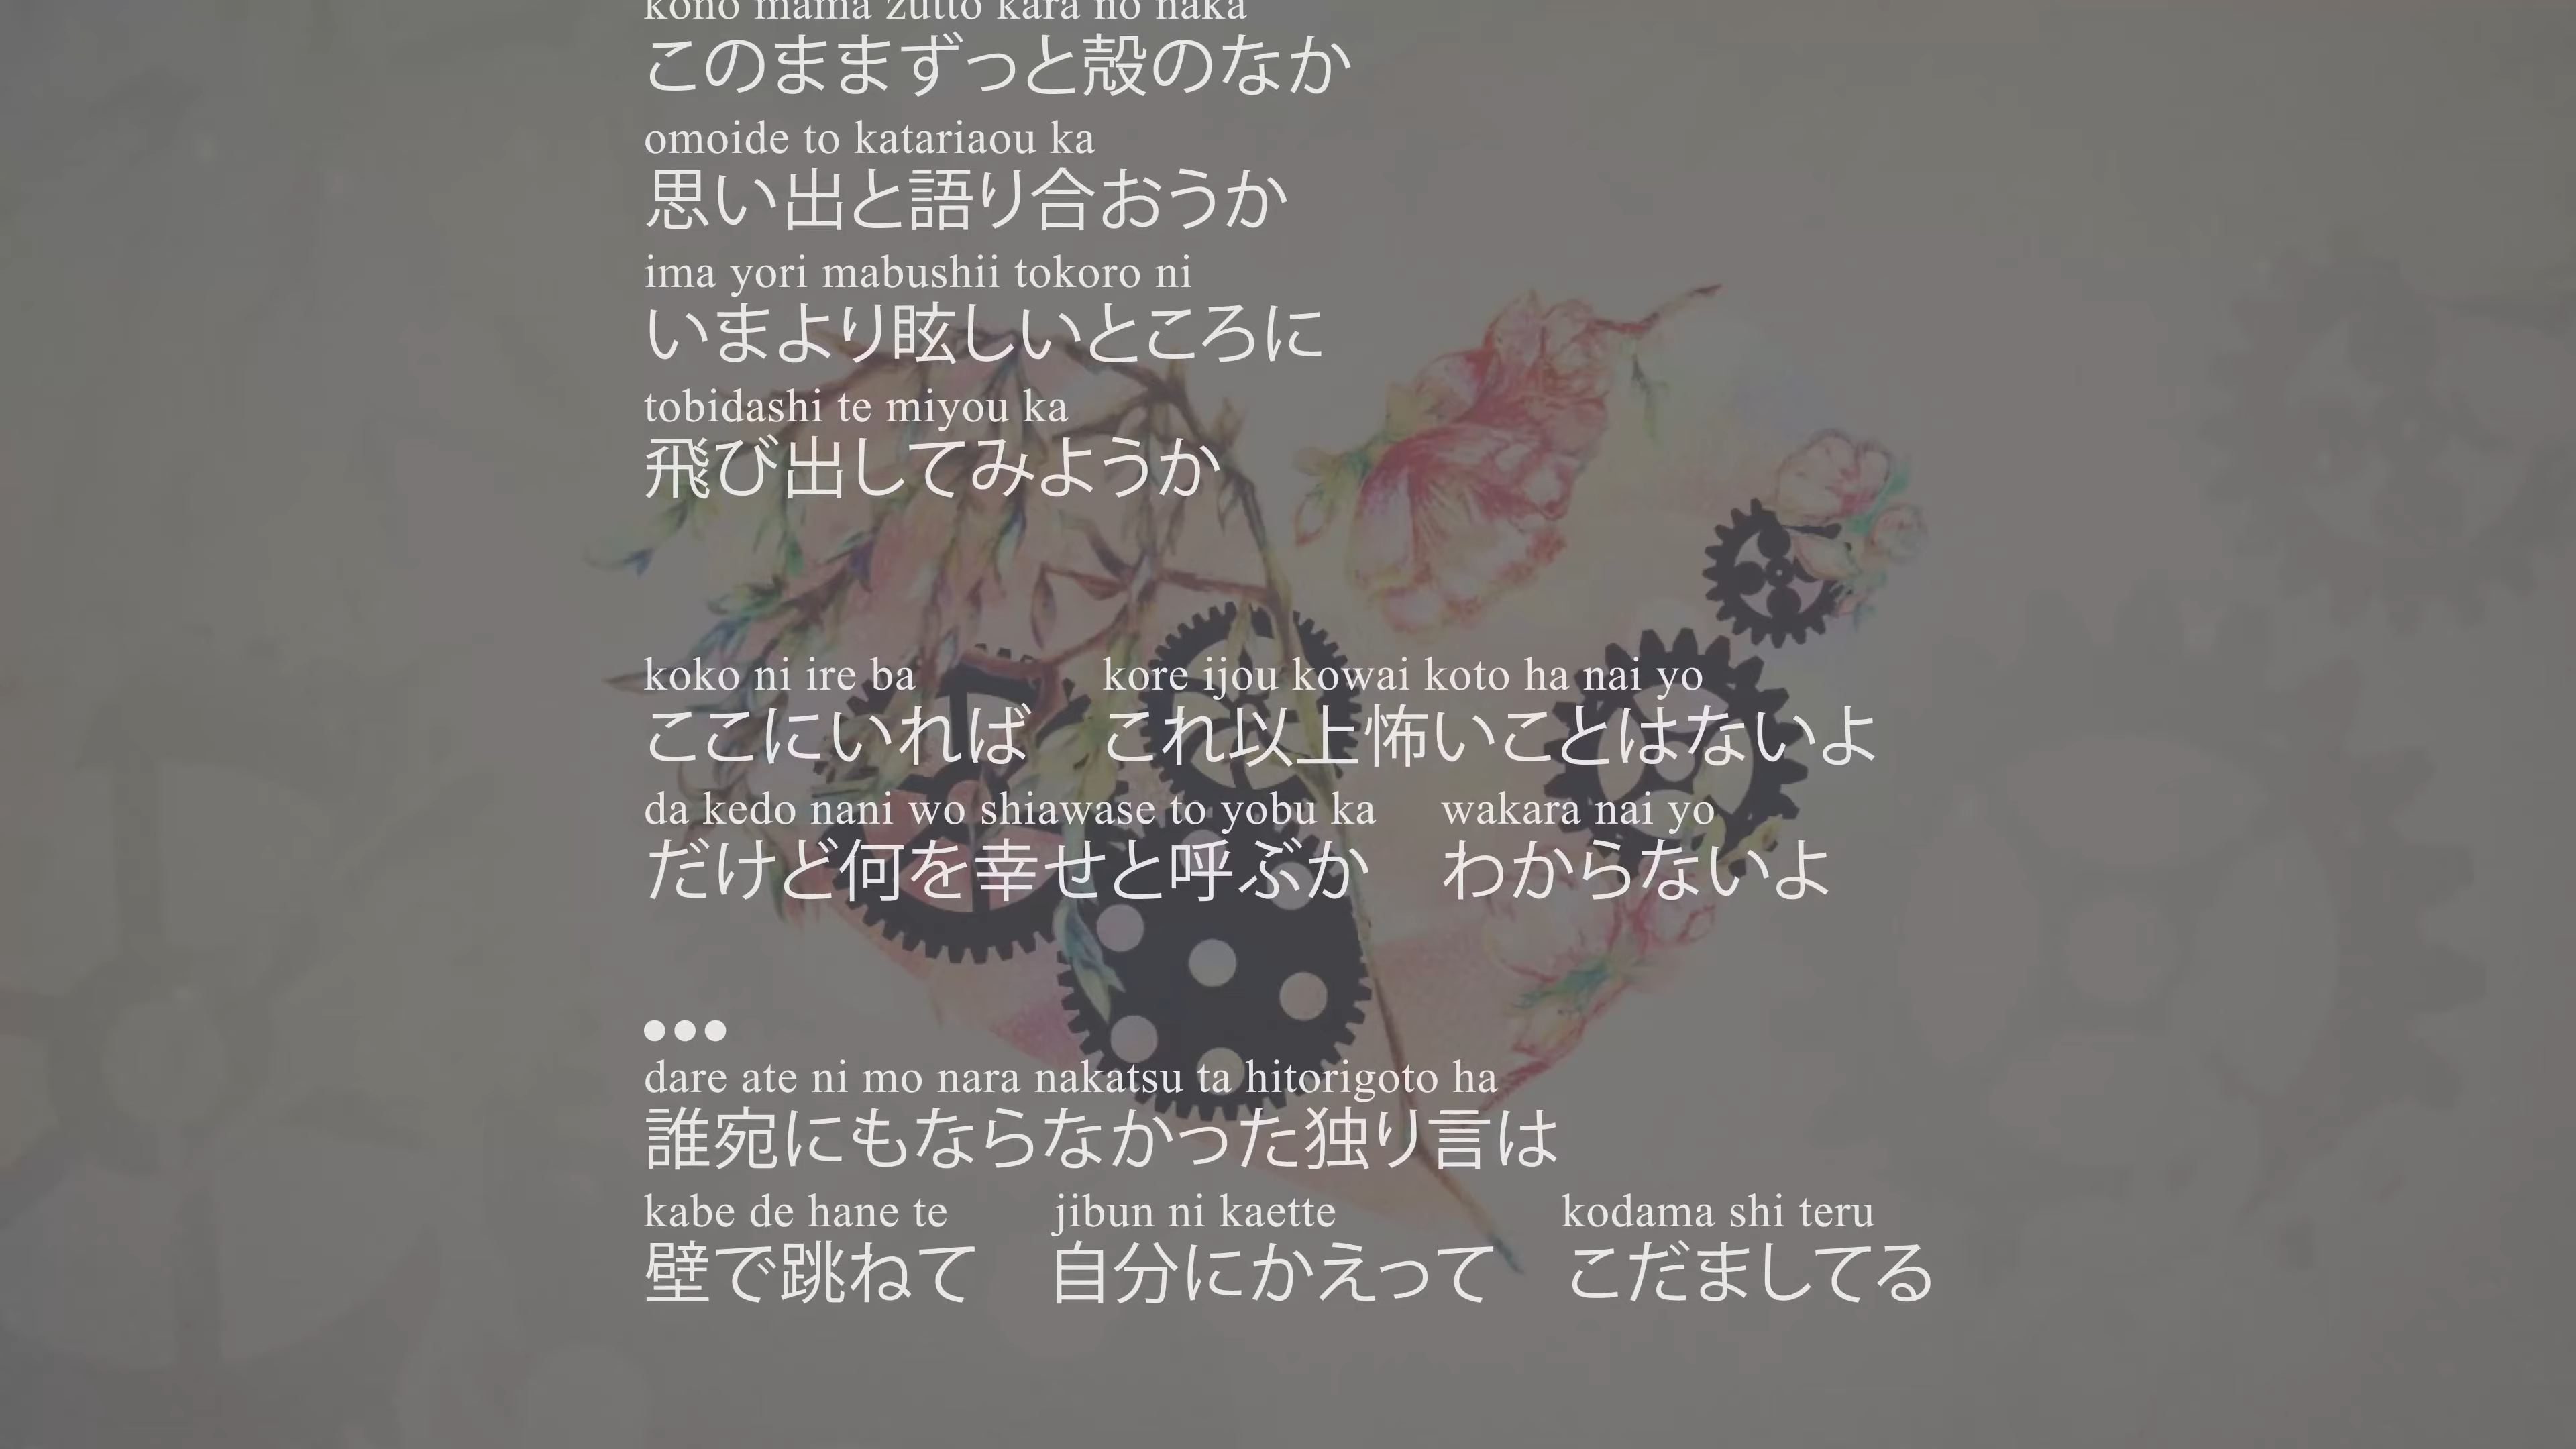 kono mama zutto kara no naka
このままずっと殻のなか
omoide to katariaou ka
思い出と語り合おうか
ima yori mabushii tokoro ni
いまより眩しいところに
tobidashi te miyou ka
飛び出してみようか
koko ni ire ba kore ijou kowai koto ha nai yo
ここにいれば　これ以上怖いことはないよ
da kedo nani wo shiawase to yobu ka wakara nai yo
だけど何を幸せと呼ぶか　わからないよ
●●●
dare ate ni mo nara nakatsu ta hitorigoto ha
誰宛にもならなかった独り言は
kabe de hane te jibun ni kaette kodama shi teru
壁で跳ねて　自分にかえって　こだましてる